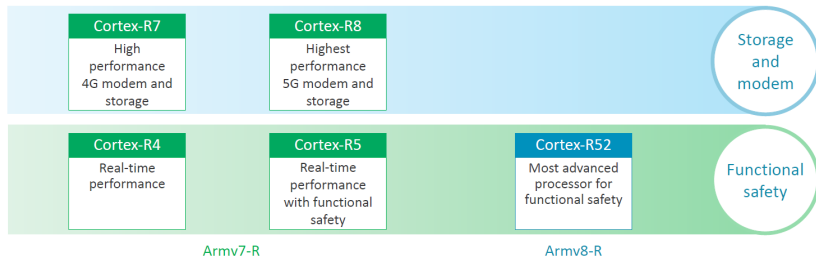 Cortex-R7
High
performance
4G modem and
storage
Cortex-R8
Highest
performance
5G modem and
storage
Storage
and
modem
Cortex-R4
Real-time
performance
Cortex-R5
Real-time
performance
with functional
safety
Cortex-R52
Most advanced
processor for
functional safety
Functional
safety
Armv7-R
Armv8-R